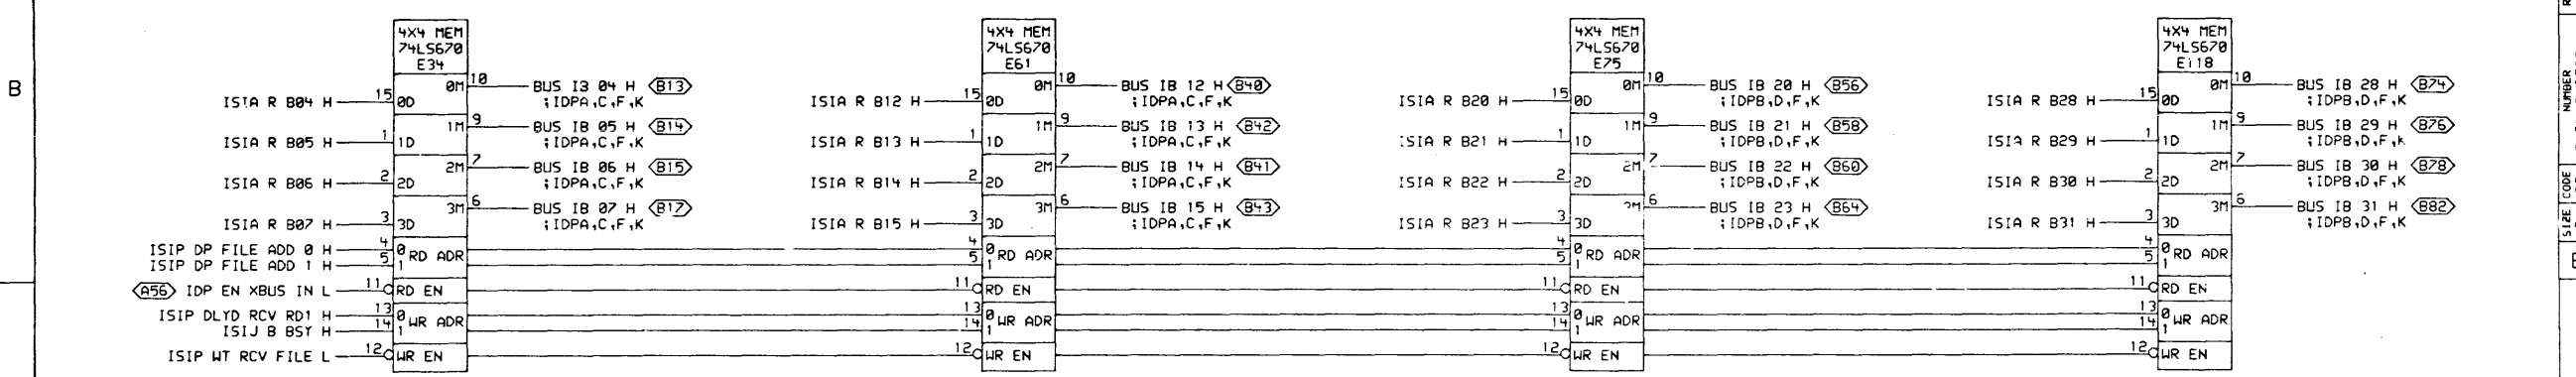 B
4X4 MEM
74LS670
E34
ISIA R B04 H 15 0D 0M 10 BUS I3 04 H B13
;IDPA,C,F,K
ISIA R B05 H 1 1D 1M 9 BUS IB 05 H B14
;IDPA,C,F,K
ISIA R B06 H 2 2D 2M 7 BUS IB 06 H B15
;IDPA,C,F,K
ISIA R B07 H 3 3D 3M 6 BUS IB 07 H B17
;IDPA,C,F,K
ISIP DP FILE ADD 0 H 4 0 RD ADR
ISIP DP FILE ADD 1 H 5 1
A56 IDP EN XBUS IN L 11 RD EN
ISIP DLYD RCV RD1 H 13 0 WR ADR
ISIJ B BSY H 14 1
ISIP WT RCV FILE L 12 WR EN
4X4 MEM
74LS670
E61
ISIA R B12 H 15 0D 0M 10 BUS IB 12 H B40
;IDPA,C,F,K
ISIA R B13 H 1 1D 1M 9 BUS IB 13 H B42
;IDPA,C,F,K
ISIA R B14 H 2 2D 2M 7 BUS IB 14 H B41
;IDPA,C,F,K
ISIA R B15 H 3 3D 3M 6 BUS IB 15 H B43
;IDPA,C,F,K
4 0 RD ADR
5 1
11 RD EN
13 0 WR ADR
14 1
12 WR EN
4X4 MEM
74LS670
E75
ISIA R B20 H 15 0D 0M 10 BUS IB 20 H B56
;IDPB,D,F,K
ISIA R B21 H 1 1D 1M 9 BUS IB 21 H B58
;IDPB,D,F,K
ISIA R B22 H 2 2D 2M 7 BUS IB 22 H B60
;IDPB,D,F,K
ISIA R B23 H 3 3D 6 BUS IB 23 H B64
;IDPB,D,F,K
4 0 RD ADR
5 1
11 RD EN
13 0 WR ADR
14 1
12 WR EN
4X4 MEM
74LS670
E118
ISIA R B28 H 15 0D 0M 10 BUS IB 28 H B74
;IDPB,D,F,K
ISIA R B29 H 1 1D 1M 9 BUS IB 29 H B76
;IDPB,D,F,K
ISIA R B30 H 2 2D 2M 7 BUS IB 30 H B78
;IDPB,D,F,K
ISIA R B31 H 3 3D 3M 6 BUS IB 31 H B82
;IDPB,D,F,K
4 0 RD ADR
5 1
11 RD EN
13 0 WR ADR
14 1
12 WR EN
NUMBER
SIZE CODE